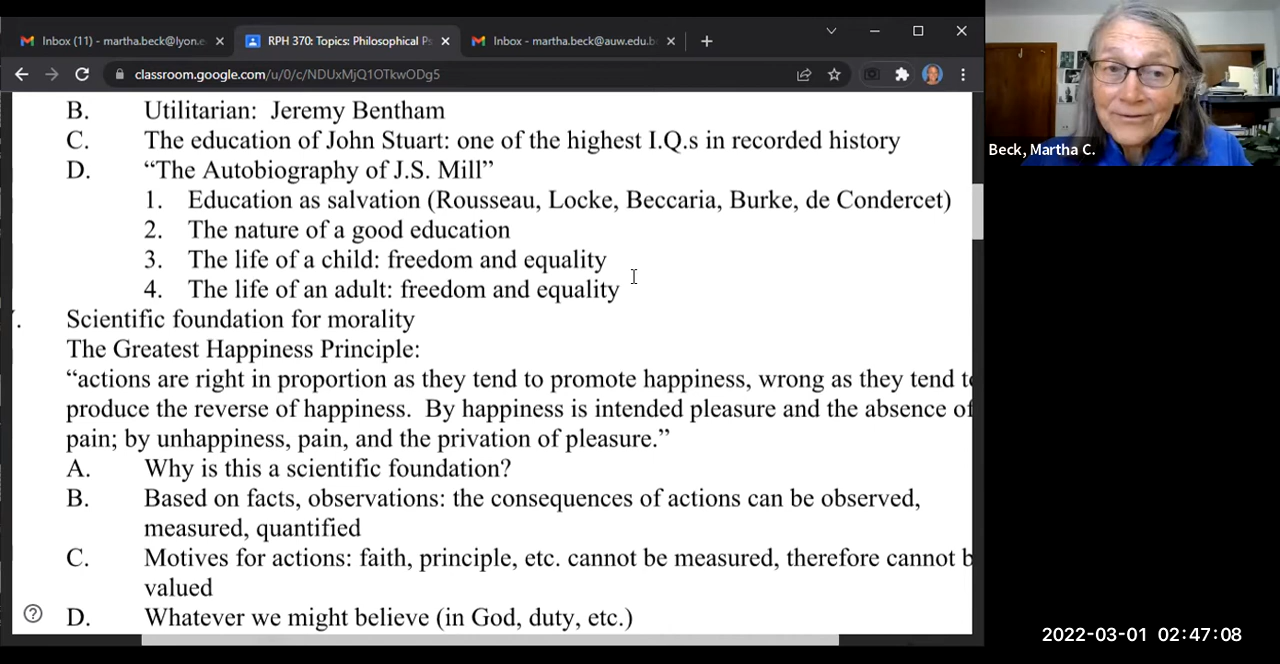 Inbox (11) - martha.beck@lyon.e
RPH 370: Topics: Philosophical Ps
Inbox - martha.beck@auw.edu.b
classroom.google.com/u/0/c/NDUxMjQ1OTkwODg5
B. Utilitarian: Jeremy Bentham
C. The education of John Stuart: one of the highest I.Q.s in recorded history
D. “The Autobiography of J.S. Mill”
1. Education as salvation (Rousseau, Locke, Beccaria, Burke, de Condercet)
2. The nature of a good education
3. The life of a child: freedom and equality
4. The life of an adult: freedom and equality
Scientific foundation for morality
The Greatest Happiness Principle:
“actions are right in proportion as they tend to promote happiness, wrong as they tend to
produce the reverse of happiness. By happiness is intended pleasure and the absence of
pain; by unhappiness, pain, and the privation of pleasure.”
A. Why is this a scientific foundation?
B. Based on facts, observations: the consequences of actions can be observed,
measured, quantified
C. Motives for actions: faith, principle, etc. cannot be measured, therefore cannot b
valued
D. Whatever we might believe (in God, duty, etc.)
Beck, Martha C.
2022-03-01 02:47:08